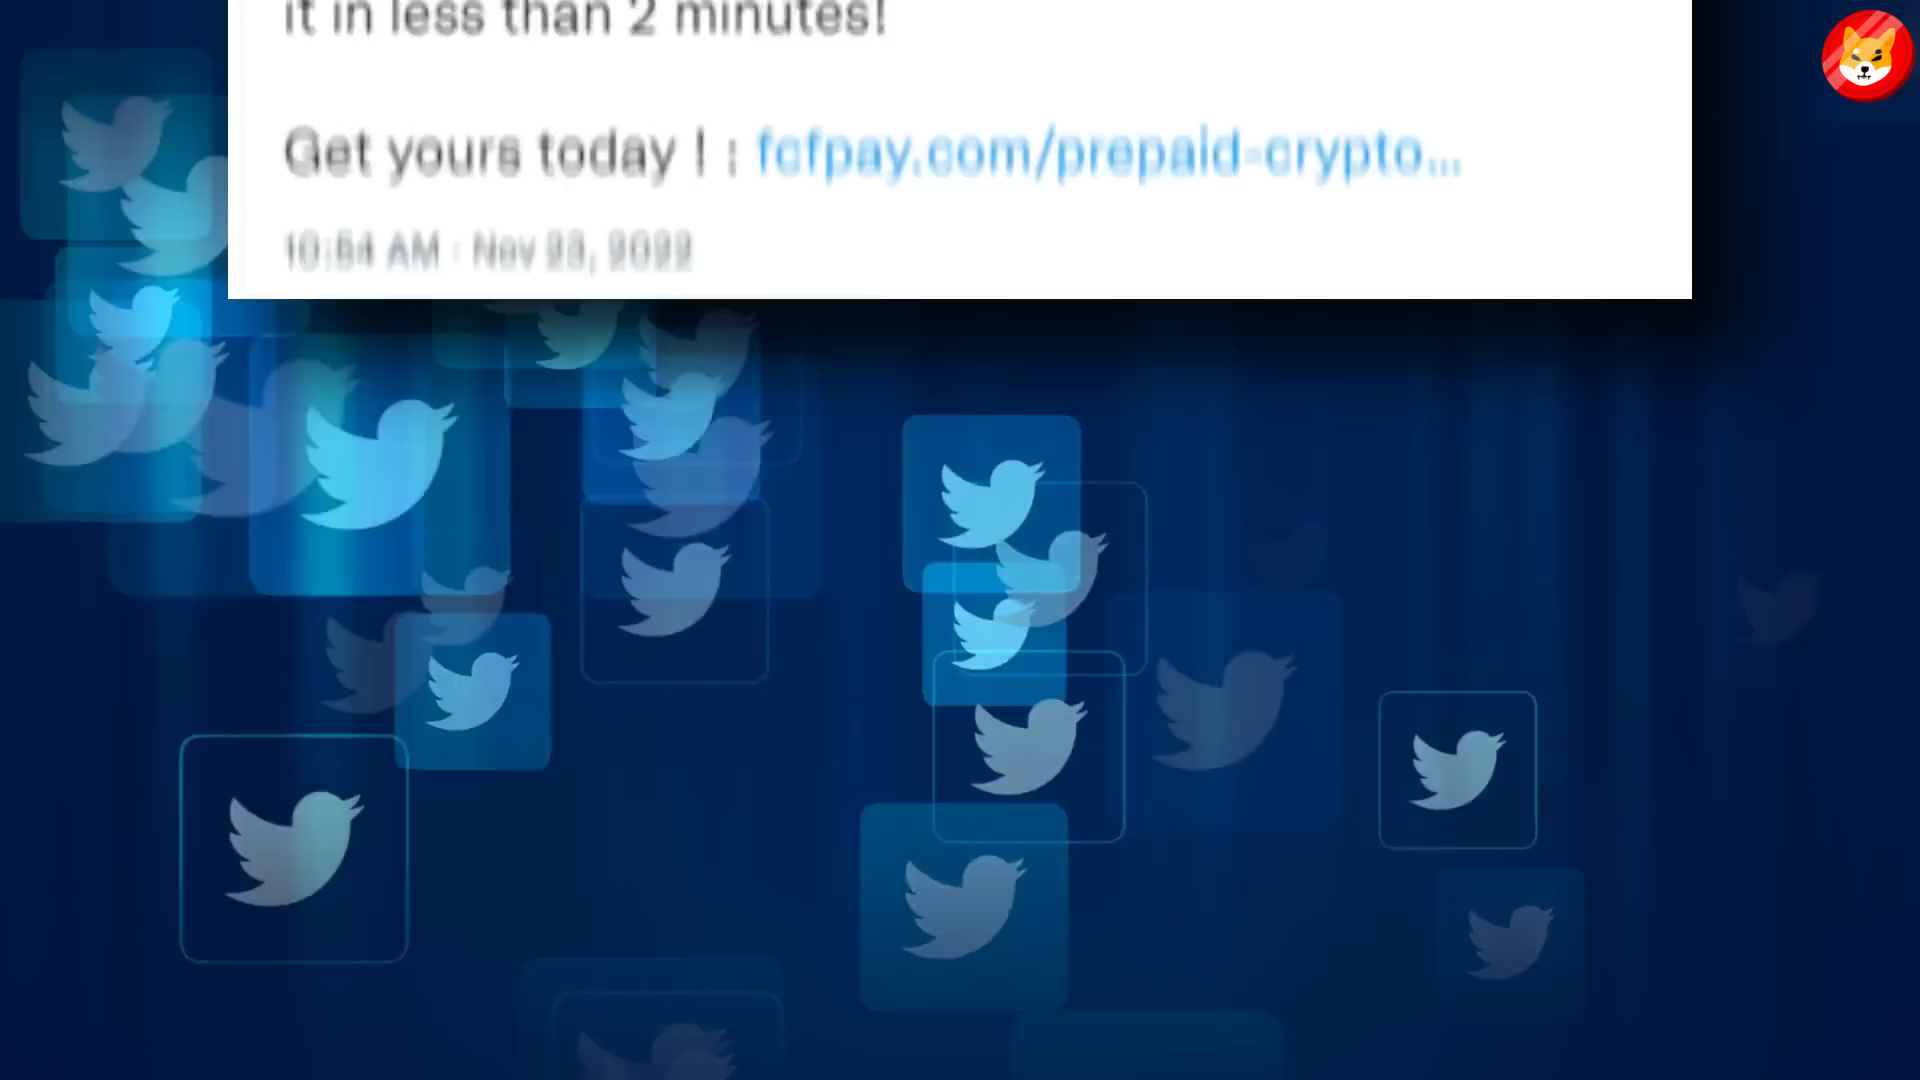 it in less than 2 minutes!
Get yours today ! : fcfpay.com/prepaid-crypto...
10:54 AM · Nov 23, 2022